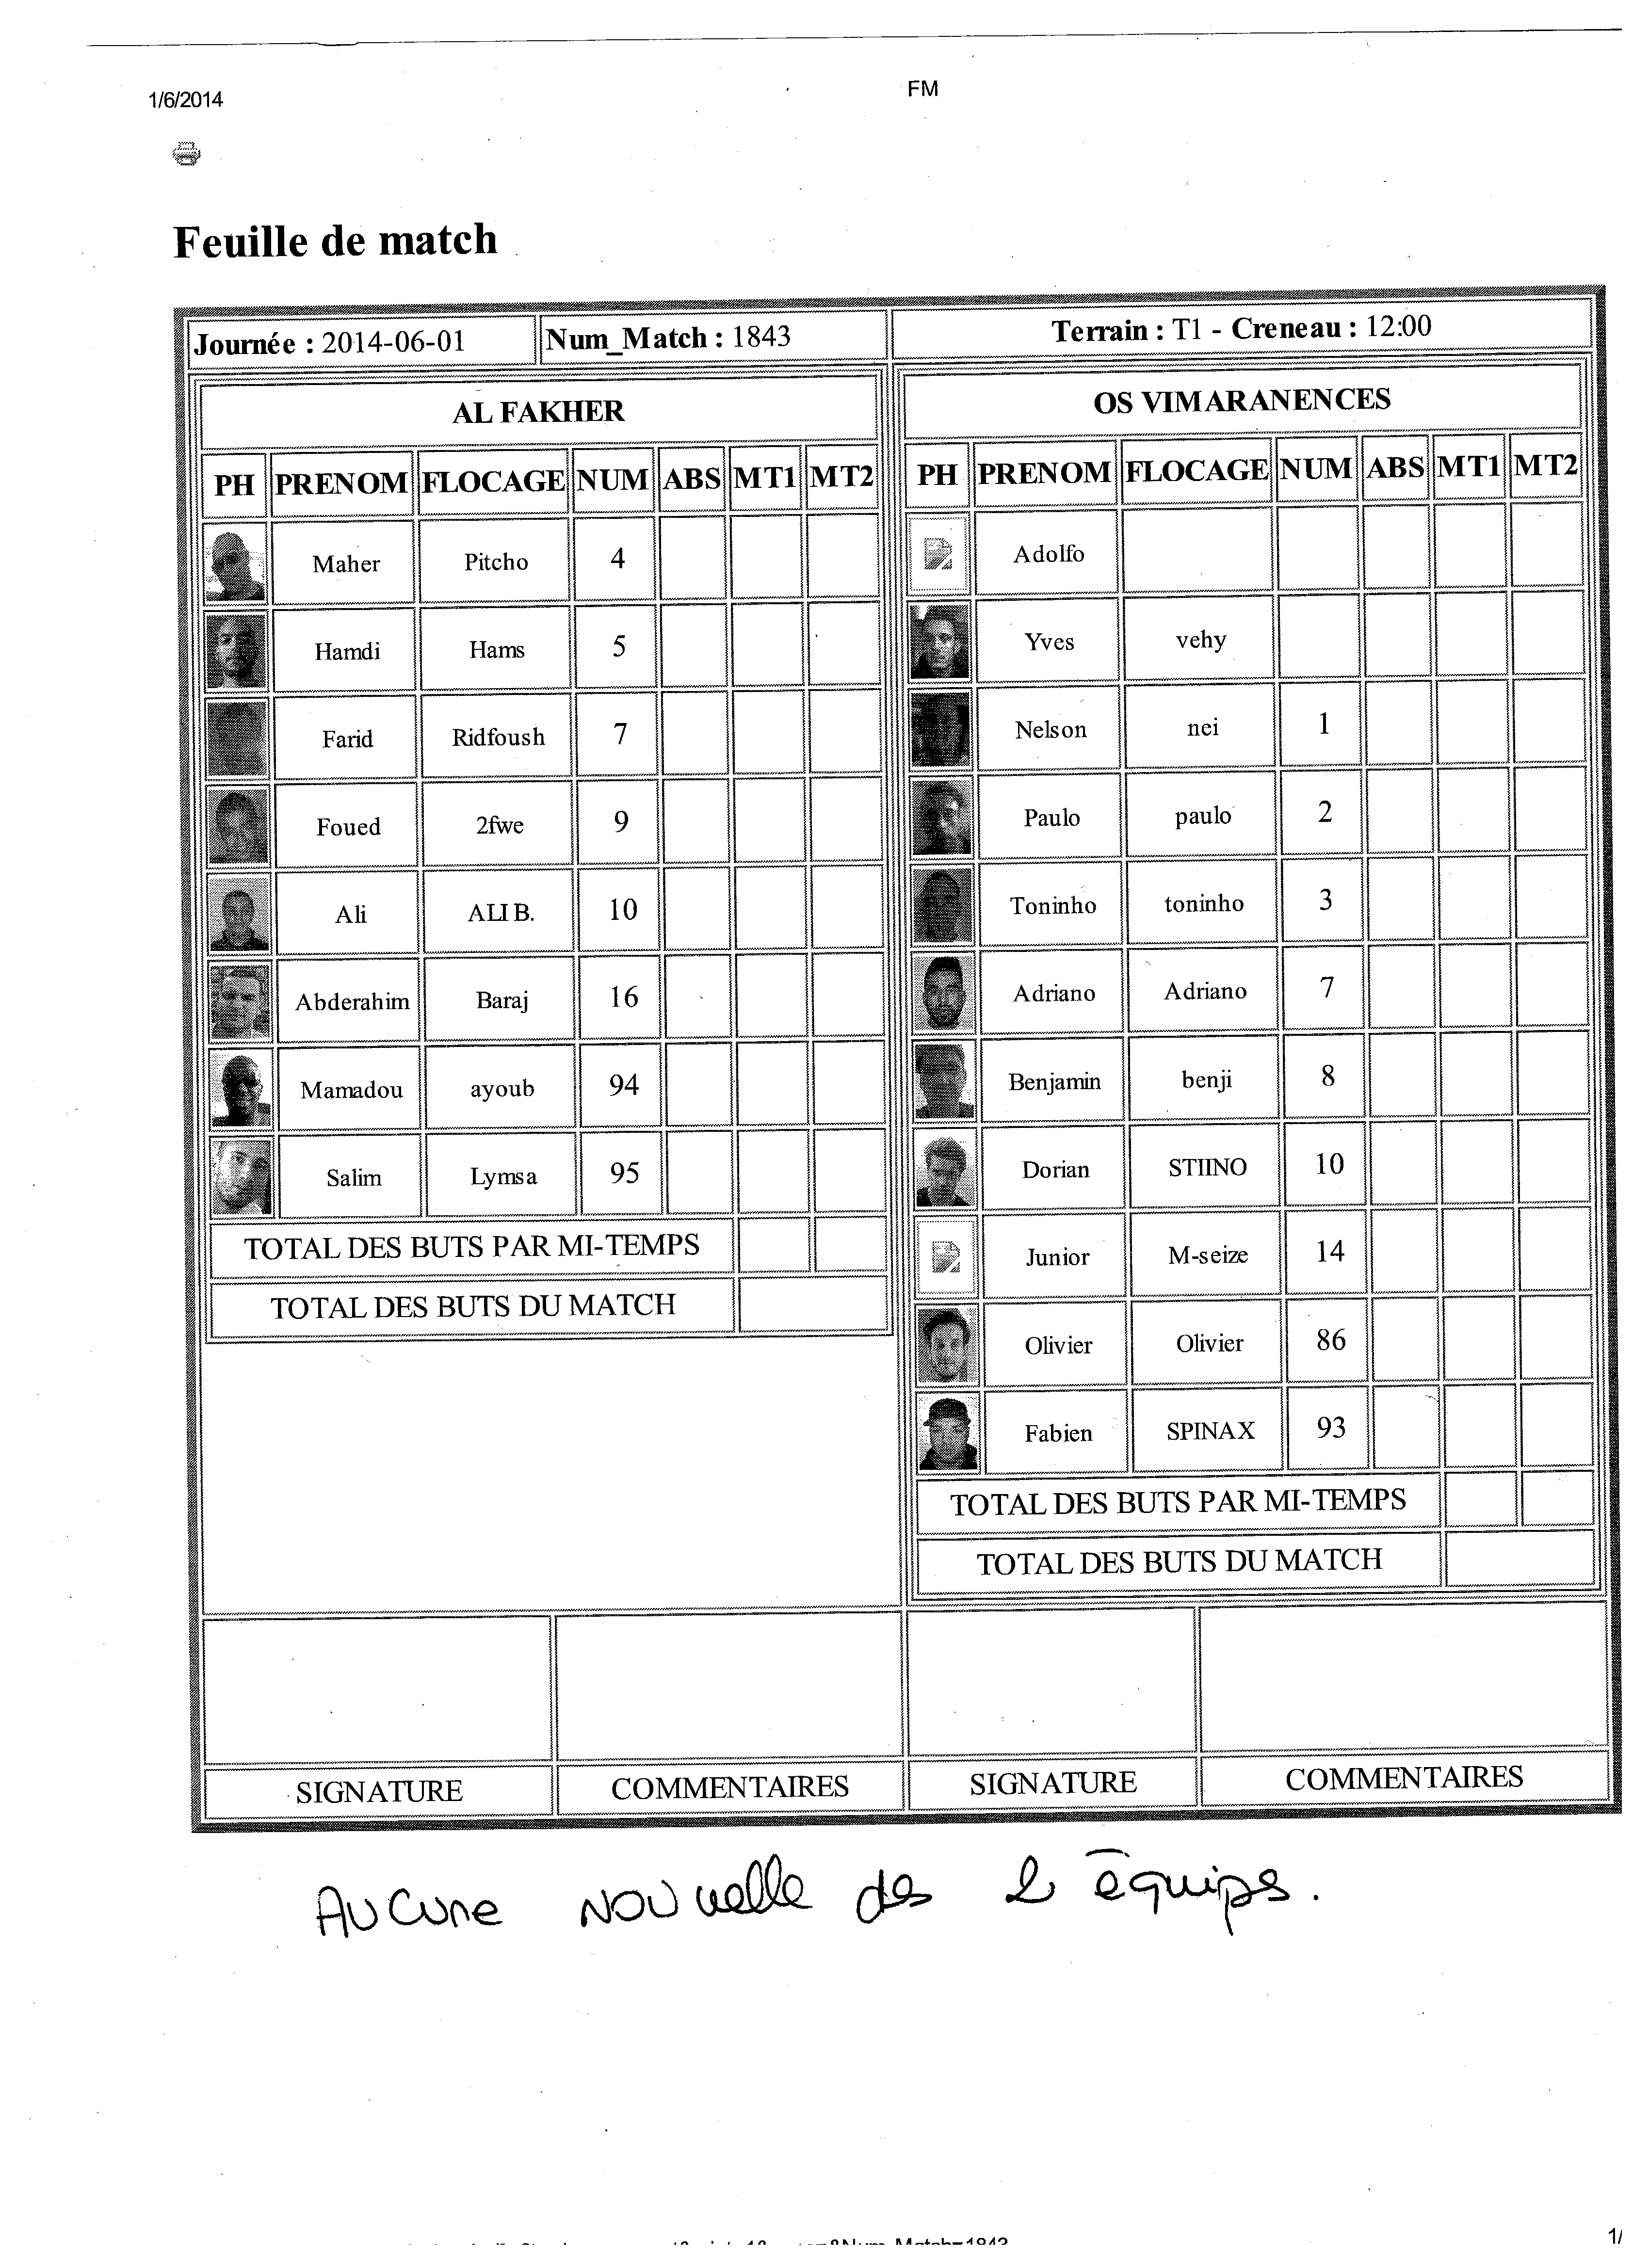 1/6/2014
FM
Feuille de match
Journée : 2014-06-01
Num_Match : 1843
Terrain : T1 - Creneau : 12:00
AL FAKHER
PH PRENOM FLOCAGE NUM ABS MT1 MT2
Maher Pitcho 4
Hamdi Hams 5
Farid Ridfoush 7
Foued 2fwe 9
Ali ALI B. 10
Abderahim Baraj 16
Mamadou ayoub 94
Salim Lymsa 95
TOTAL DES BUTS PAR MI-TEMPS
TOTAL DES BUTS DU MATCH
OS VIMARANENCES
PH PRENOM FLOCAGE NUM ABS MT1 MT2
Adolfo
Yves vehy
Nelson nei 1
Paulo paulo 2
Toninho toninho 3
Adriano Adriano 7
Benjamin benji 8
Dorian STIINO 10
Junior M-seize 14
Olivier Olivier 86
Fabien SPINAX 93
TOTAL DES BUTS PAR MI-TEMPS
TOTAL DES BUTS DU MATCH
SIGNATURE COMMENTAIRES SIGNATURE COMMENTAIRES
AUCUNE NOUvelle des 2 équipes.
1/